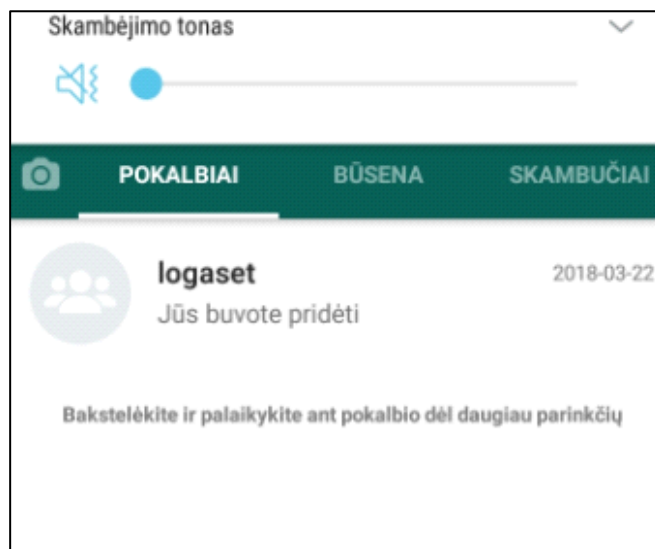 Skambėjimo tonas
POKALBIAI BŪSENA SKAMBUČIAI
logaset 2018-03-22
Jūs buvote pridėti
Bakstelėkite ir palaikykite ant pokalbio dėl daugiau parinkčių